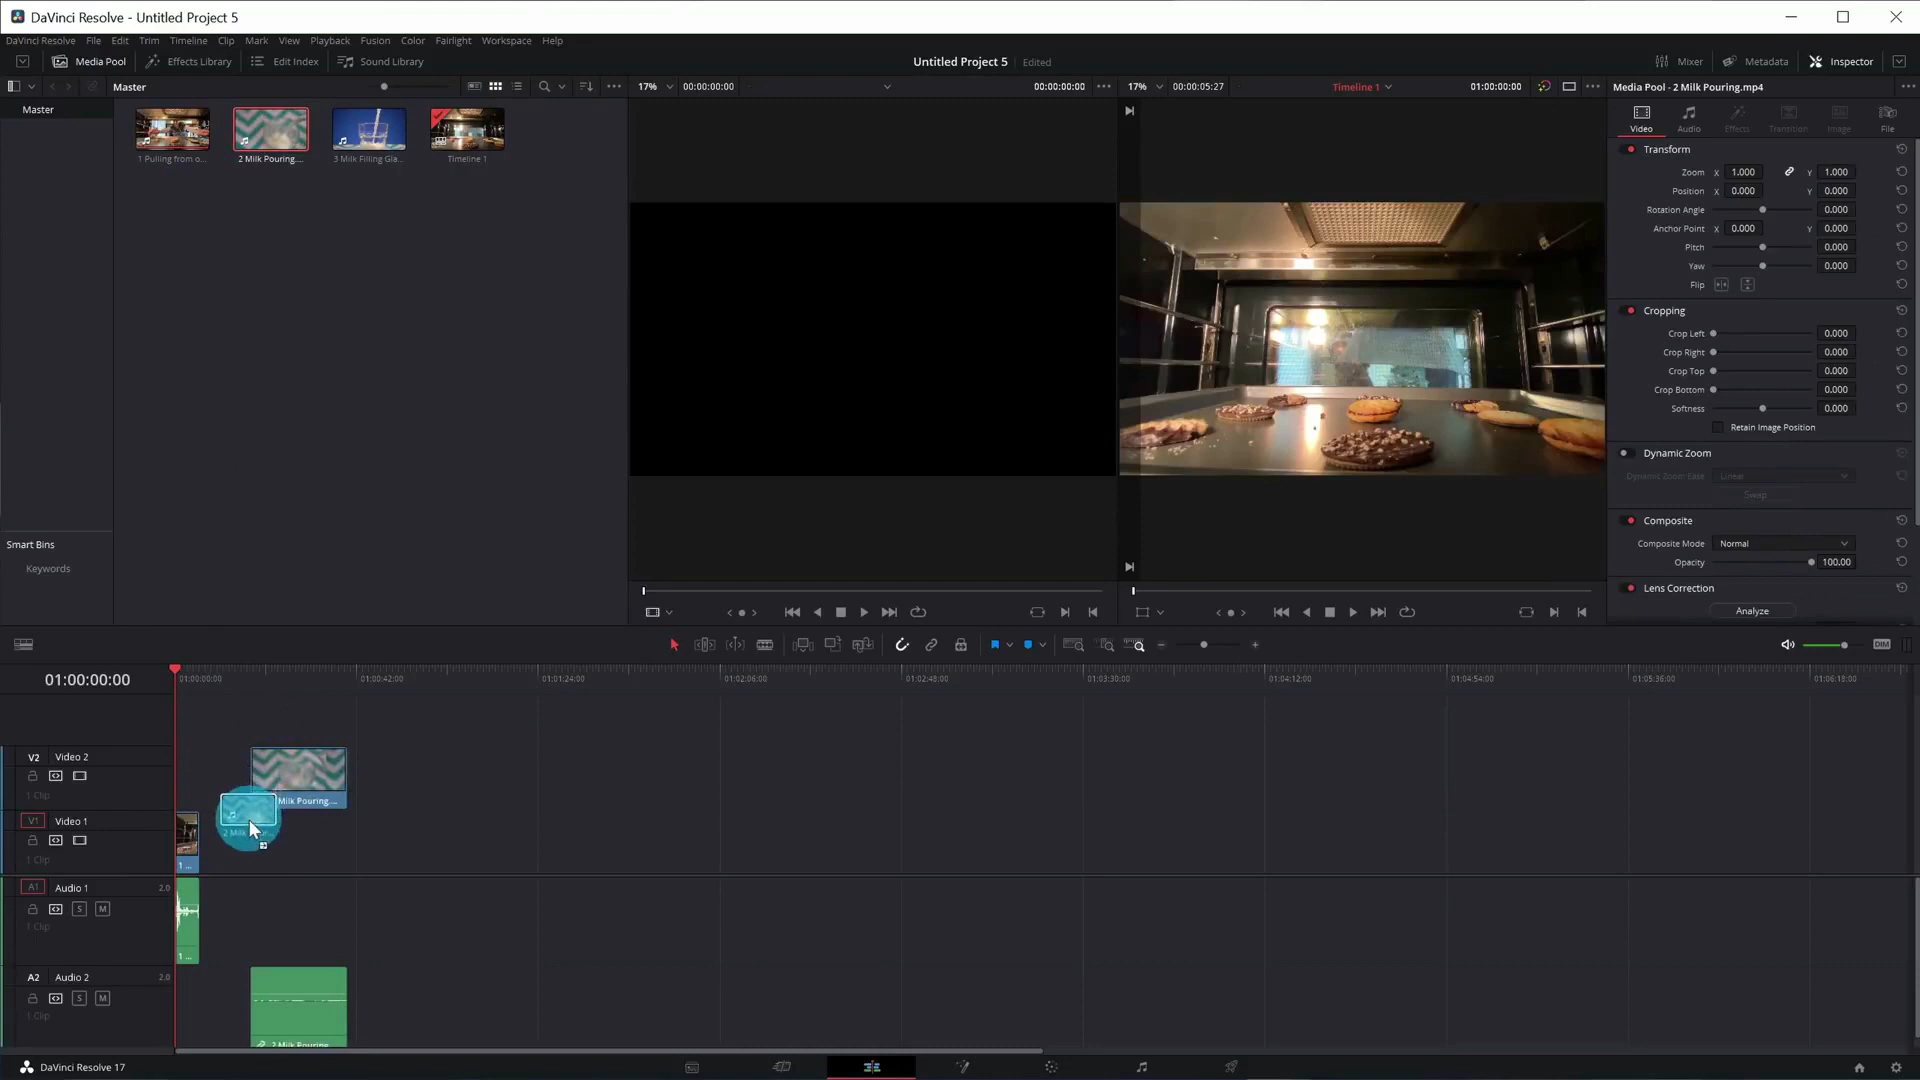 DaVinci Resolve - Untitled Project 5
DaVinci Resolve File Edit Trim Timeline Clip Mark View Playback Fusion Color Fairlight Workspace Help
Media Pool Effects Library Edit Index Sound Library Untitled Project 5 Edited Mixer Metadata Inspector
Master 17% 00:00:00:00 00:00:00:00 17% 00:00:05:27 Timeline 1 01:00:00:00 Media Pool - 2 Milk Pouring.mp4
Master
1 Pulling from o... 2 Milk Pouring.... 3 Milk Filling Gla... Timeline 1
Video Audio Effects Transition Image File
Transform
Zoom X 1.000 Y 1.000
Position X 0.000 Y 0.000
Rotation Angle 0.000
Anchor Point X 0.000 Y 0.000
Pitch 0.000
Yaw 0.000
Flip
Cropping
Crop Left 0.000
Crop Right 0.000
Crop Top 0.000
Crop Bottom 0.000
Softness 0.000
Retain Image Position
Dynamic Zoom
Dynamic Zoom Ease Linear
Swap
Composite
Composite Mode Normal
Opacity 100.00
Lens Correction
Analyze
Smart Bins
Keywords
DIM
01:00:00:00 01:00:00:00 01:00:42:00 01:01:24:00 01:02:06:00 01:02:48:00 01:03:30:00 01:04:12:00 01:04:54:00 01:05:36:00 01:06:18:00
V2 Video 2
1 Clip
Milk Pouring....
V1 Video 1
1 Clip
1 ...
A1 Audio 1 2.0
S M
1 Clip
1 ...
A2 Audio 2 2.0
S M
1 Clip
2 Milk Pouring....
DaVinci Resolve 17